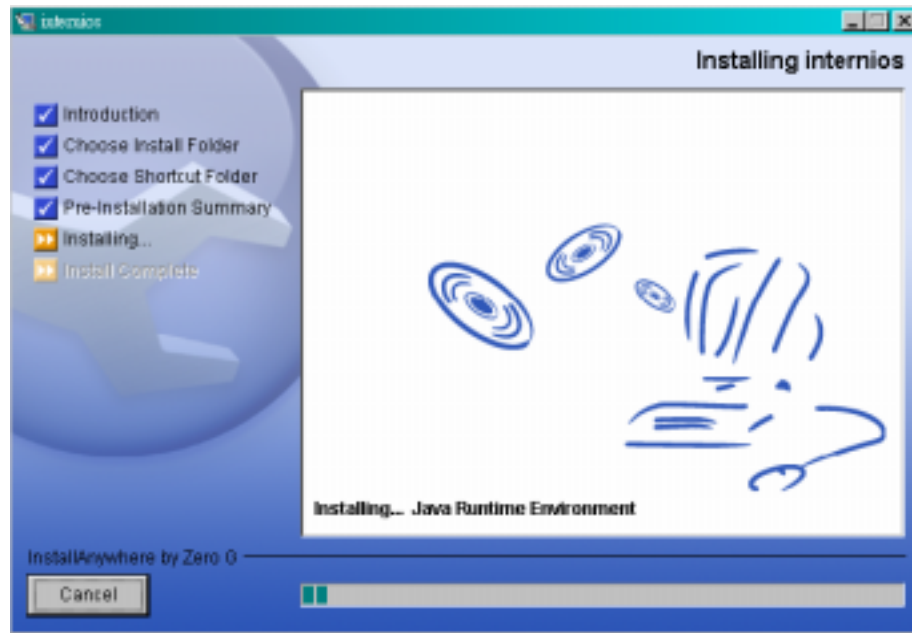 internios
Installing internios
Introduction
Choose Install Folder
Choose Shortcut Folder
Pre-Installation Summary
Installing...
Install Complete
Installing... Java Runtime Environment
InstallAnywhere by Zero G
Cancel